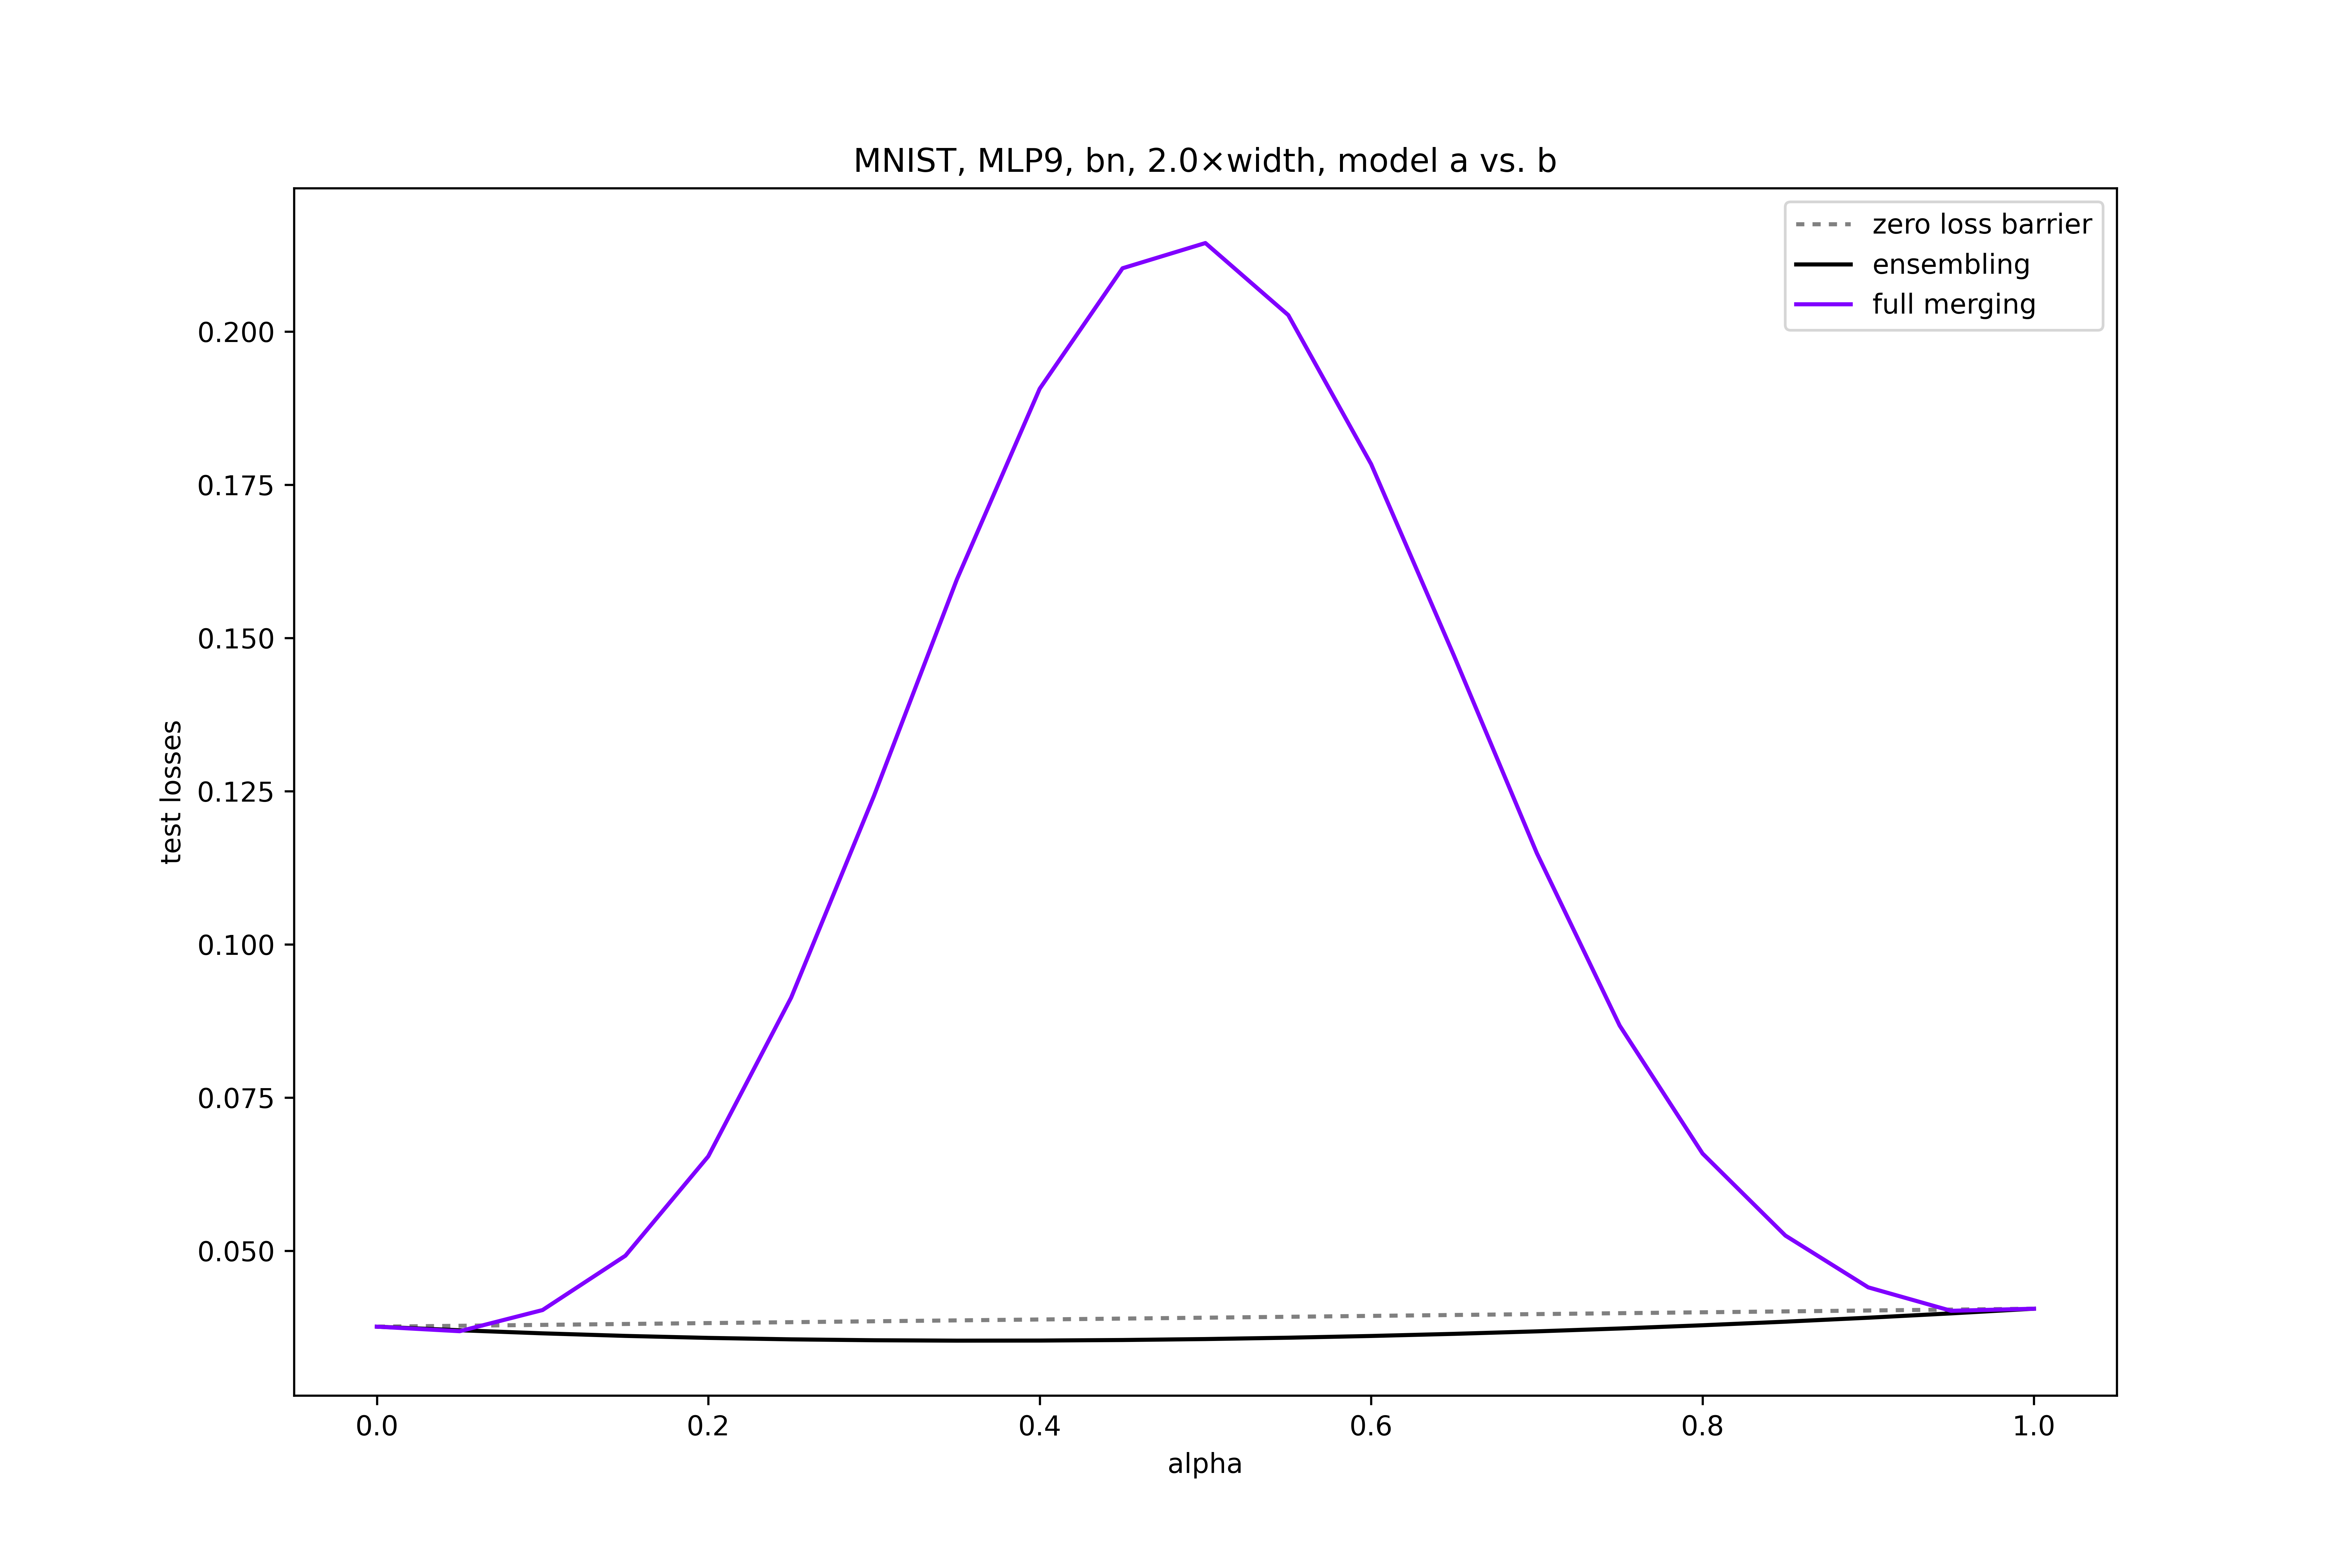 MNIST, MLP9, bn, 2.0×width, model a vs. b
zero loss barrier
ensembling
full merging
0.200
0.175
0.150
0.125
0.100
0.075
0.050
test losses
0.0 0.2 0.4 0.6 0.8 1.0
alpha